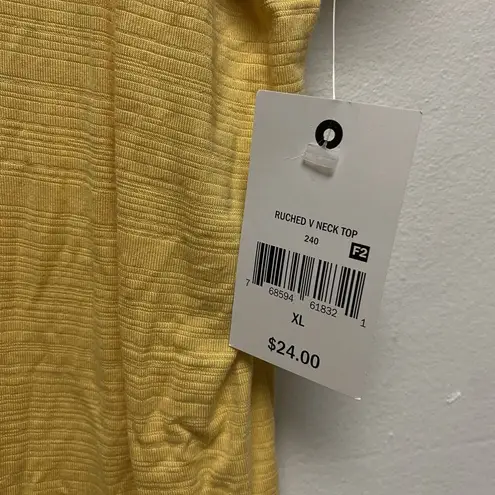 RUCHED V NECK TOP
240
F2
7 68594 61832 1
XL
$24.00